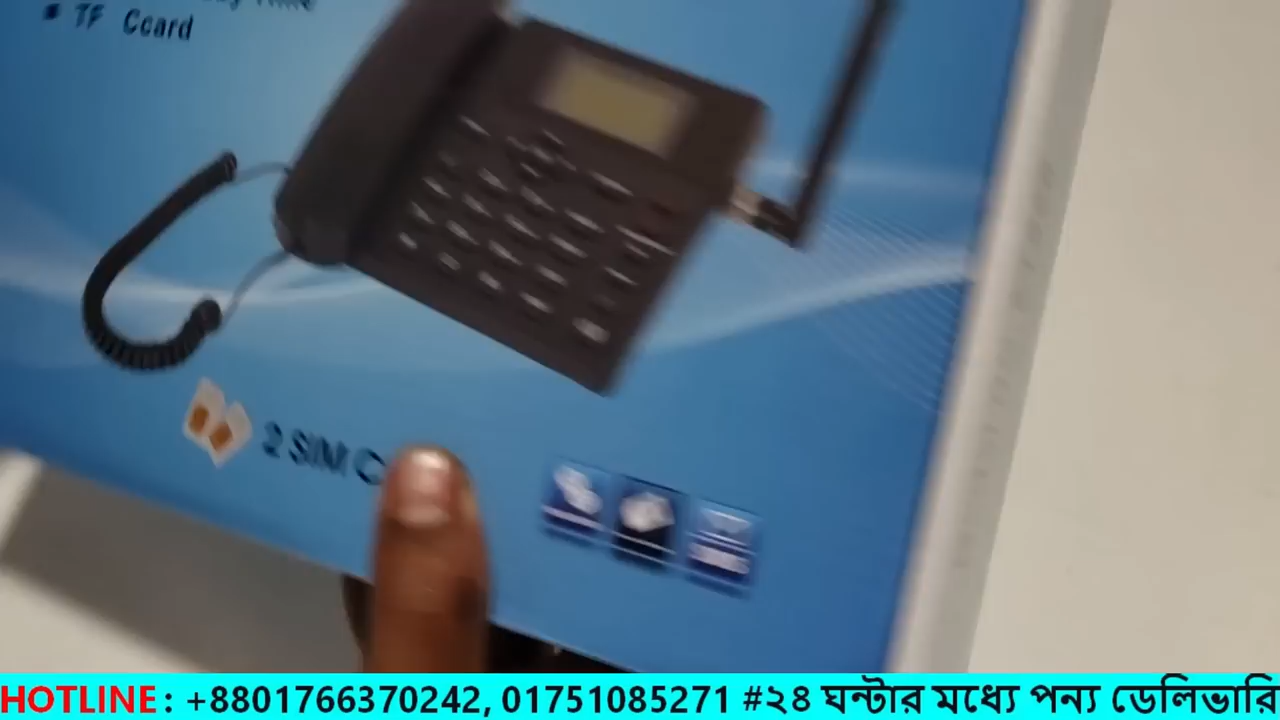 TF Ccard
2 SIM C
HOTLINE : +8801766370242, 01751085271 #২৪ ঘন্টার মধ্যে পন্য ডেলিভারি